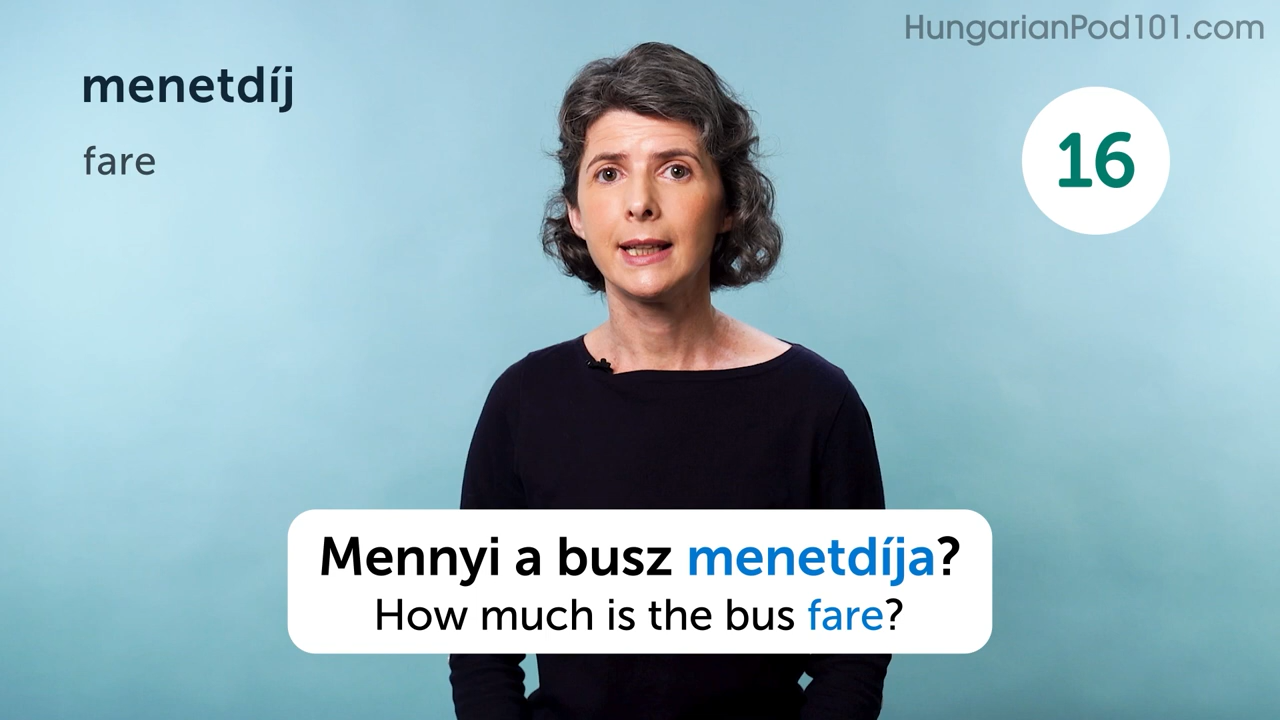 HungarianPod101.com
menetdíj
fare
16
Mennyi a busz menetdíja?
How much is the bus fare?